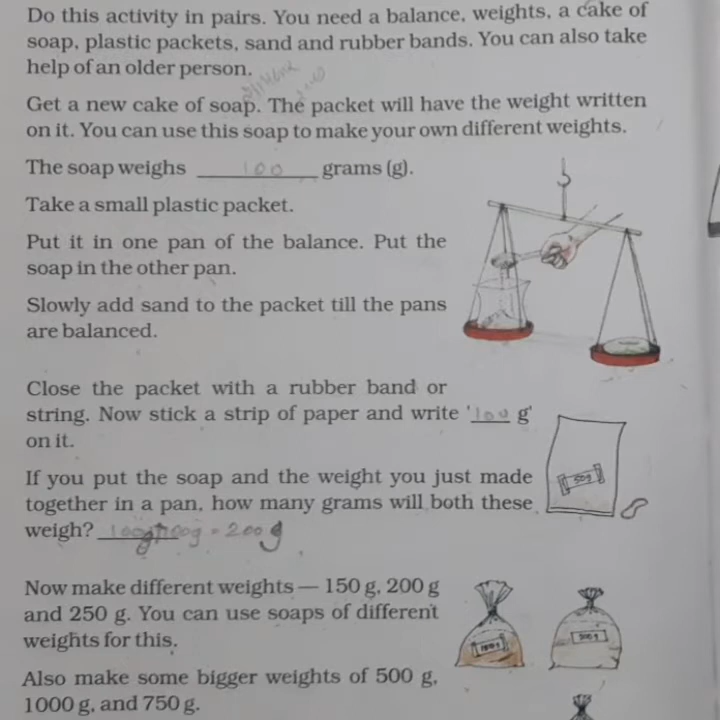 Do this activity in pairs. You need a balance, weights, a cake of
soap, plastic packets, sand and rubber bands. You can also take
help of an older person.
Get a new cake of soap. The packet will have the weight written
on it. You can use this soap to make your own different weights.
The soap weighs 100 grams (g).
Take a small plastic packet.
Put it in one pan of the balance. Put the
soap in the other pan.
Slowly add sand to the packet till the pans
are balanced.
Close the packet with a rubber band or
string. Now stick a strip of paper and write '100 g'
on it.
50g
If you put the soap and the weight you just made
together in a pan, how many grams will both these
weigh? 100g+100g = 200g
Now make different weights — 150 g, 200 g
and 250 g. You can use soaps of different
weights for this.
Also make some bigger weights of 500 g,
1000 g, and 750 g.